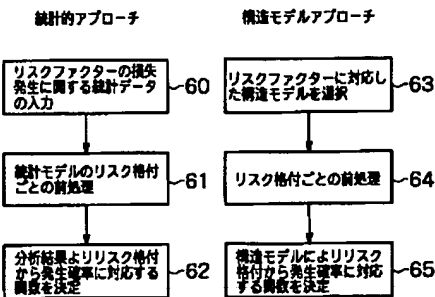 統計的アプローチ
構造モデルアプローチ
リスクファクターの損失
発生に関する統計データ
の入力
60
リスクファクターに対応し
た構造モデルを選択
63
統計モデルのリスク格付
ごとの前処理
61
リスク格付ごとの前処理
64
分析結果よリリスク格付
から発生確率に対応する
関数を決定
62
構造モデルによリリスク
格付から発生確率に対応
する関数を決定
65